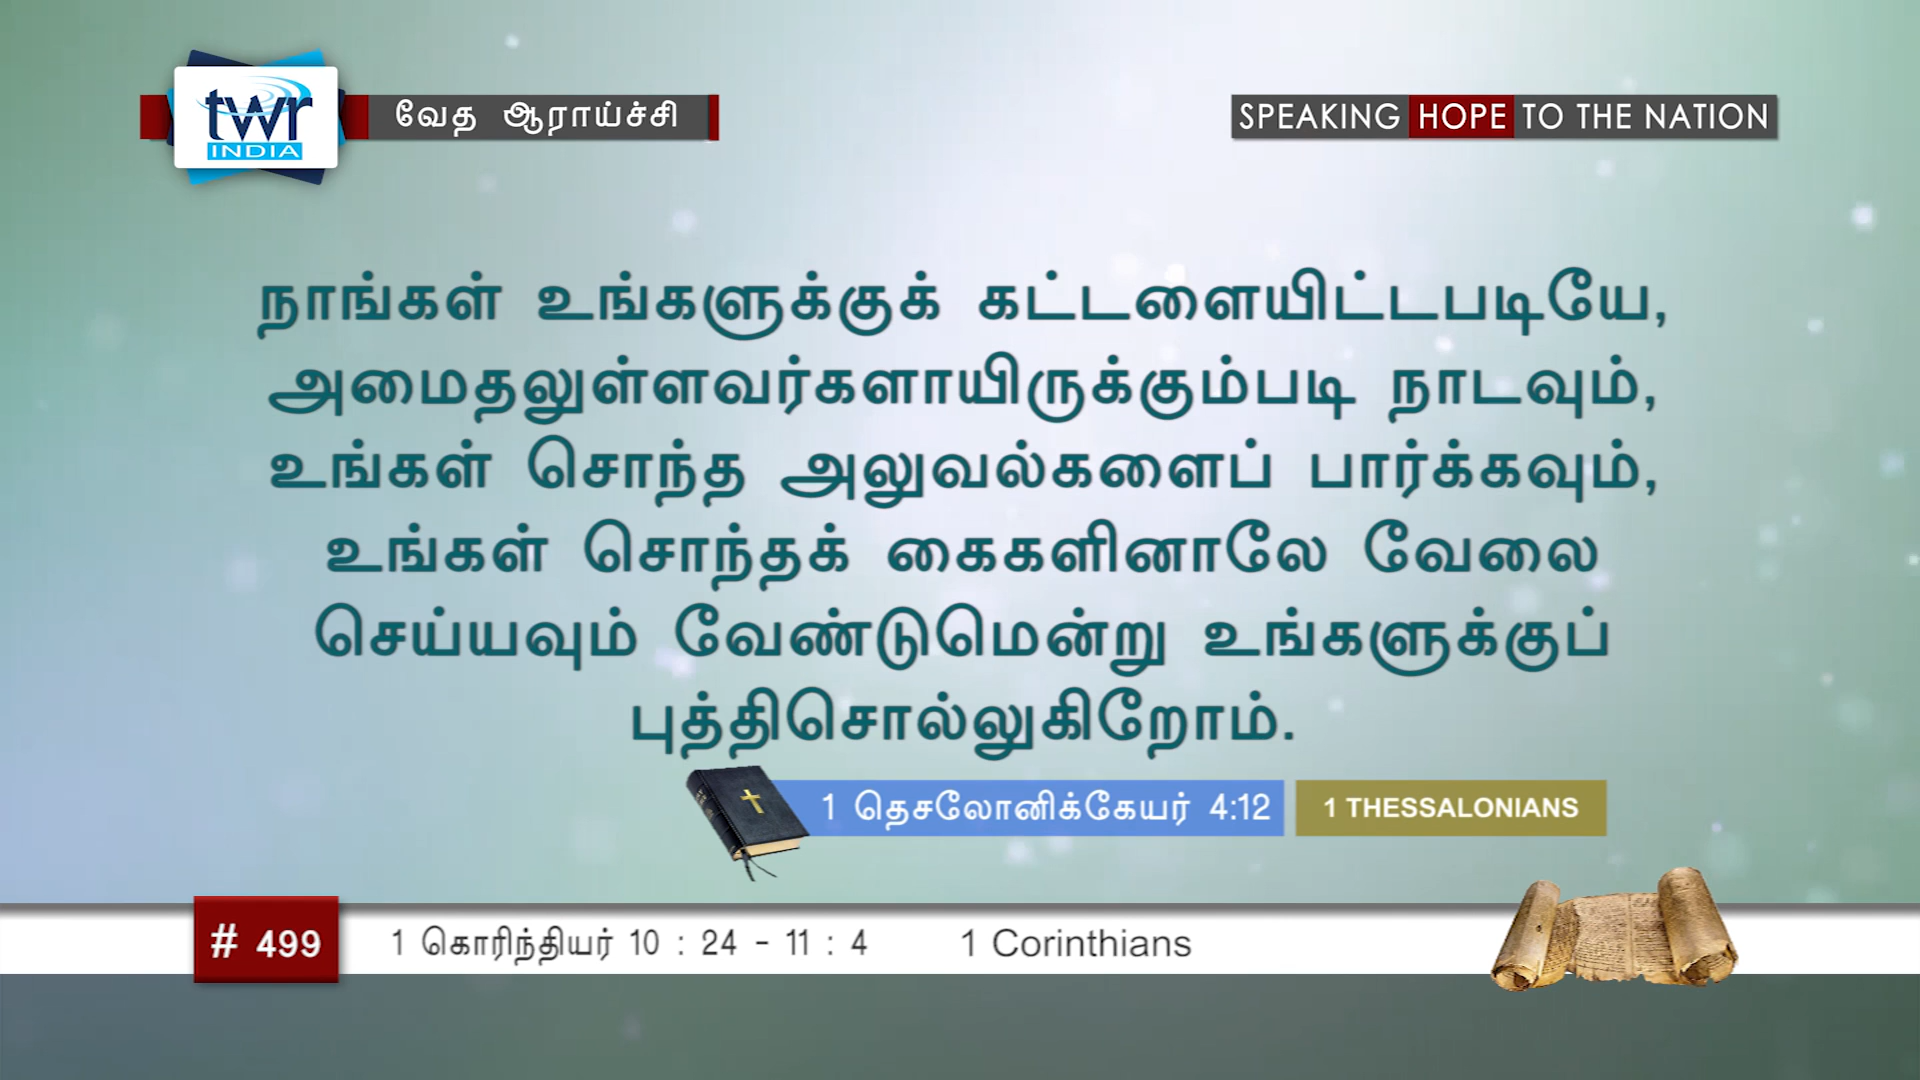 twr
INDIA
வேத ஆராய்ச்சி
SPEAKING HOPE TO THE NATION
நாங்கள் உங்களுக்குக் கட்டளையிட்டபடியே,
அமைதலுள்ளவர்களாயிருக்கும்படி நாடவும்,
உங்கள் சொந்த அலுவல்களைப் பார்க்கவும்,
உங்கள் சொந்தக் கைகளினாலே வேலை
செய்யவும் வேண்டுமென்று உங்களுக்குப்
புத்திசொல்லுகிறோம்.
1 தெசலோனிக்கேயர் 4:12 1 THESSALONIANS
# 499 1 கொரிந்தியர் 10 : 24 - 11 : 4 1 Corinthians